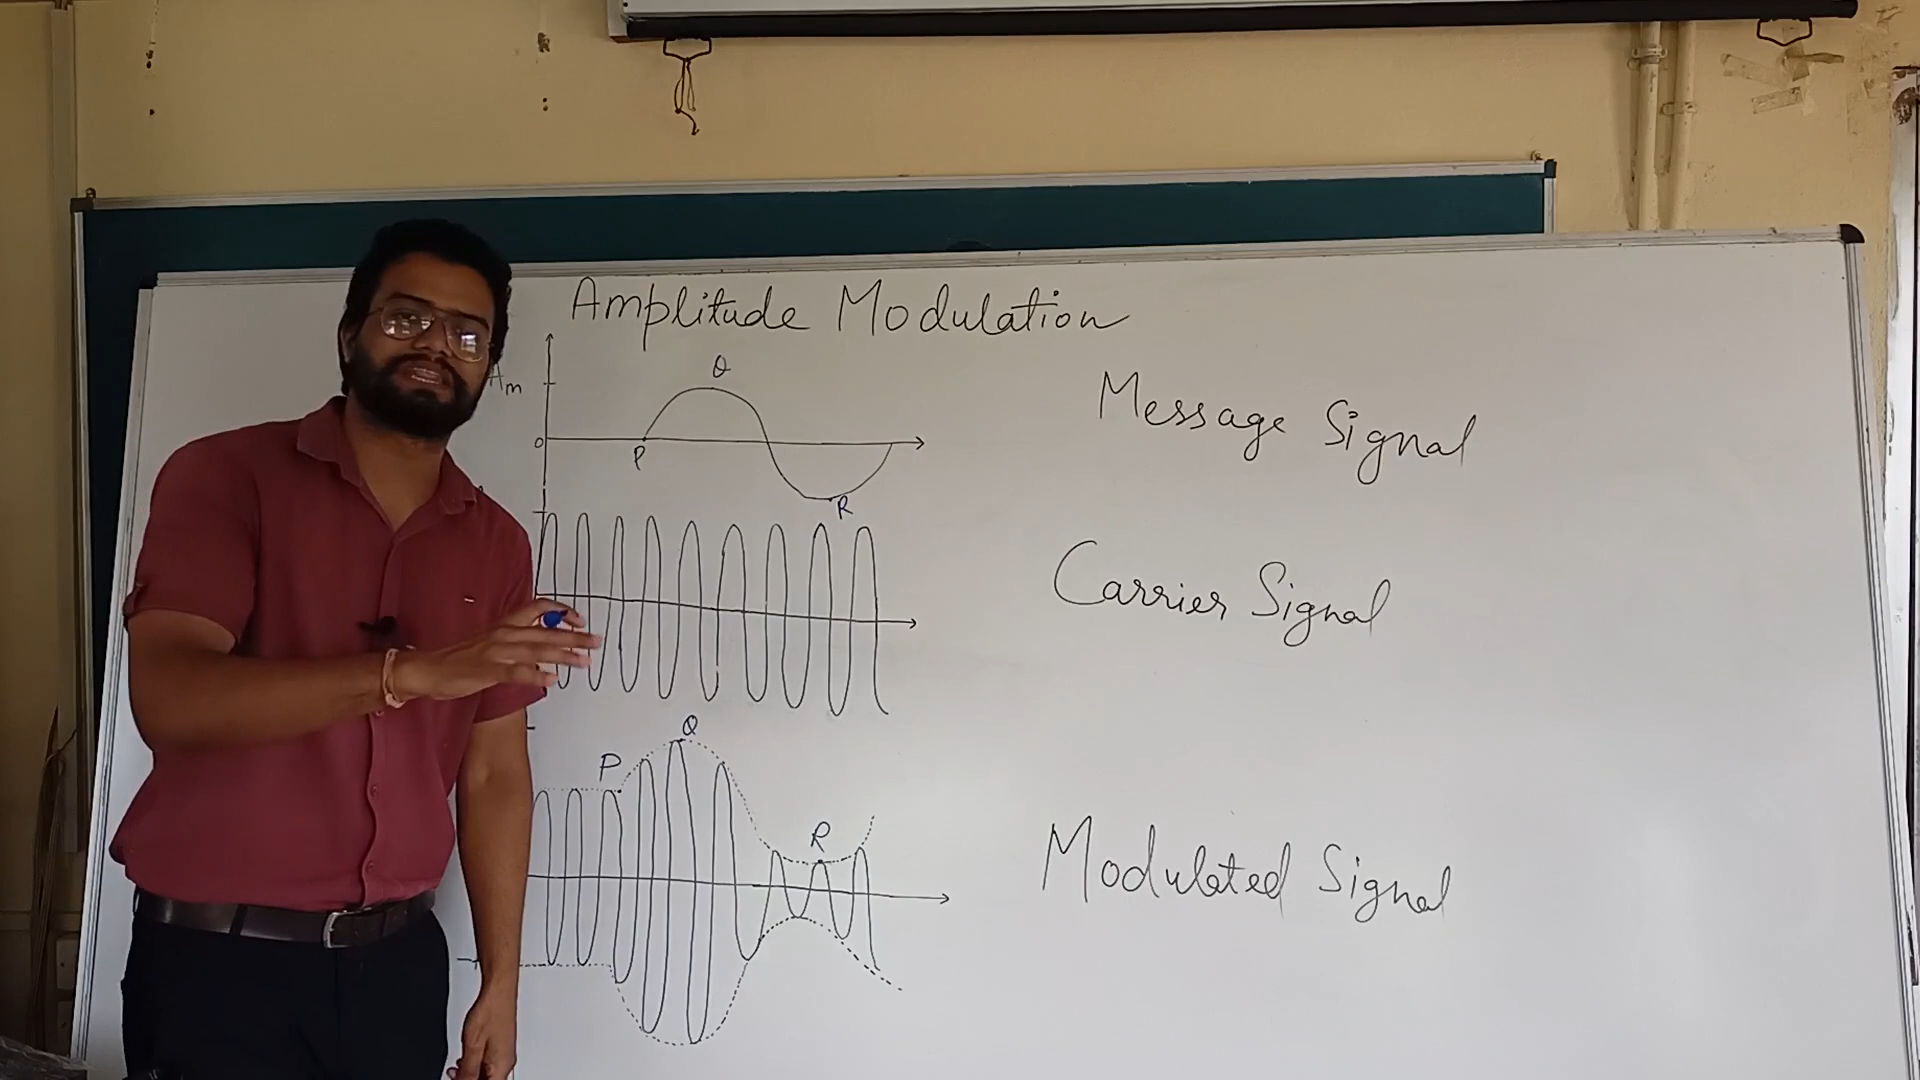 Amplitude Modulation
Q
Am
Message Signal
0
P
R
Carrier Signal
Q
P
R
Modulated Signal